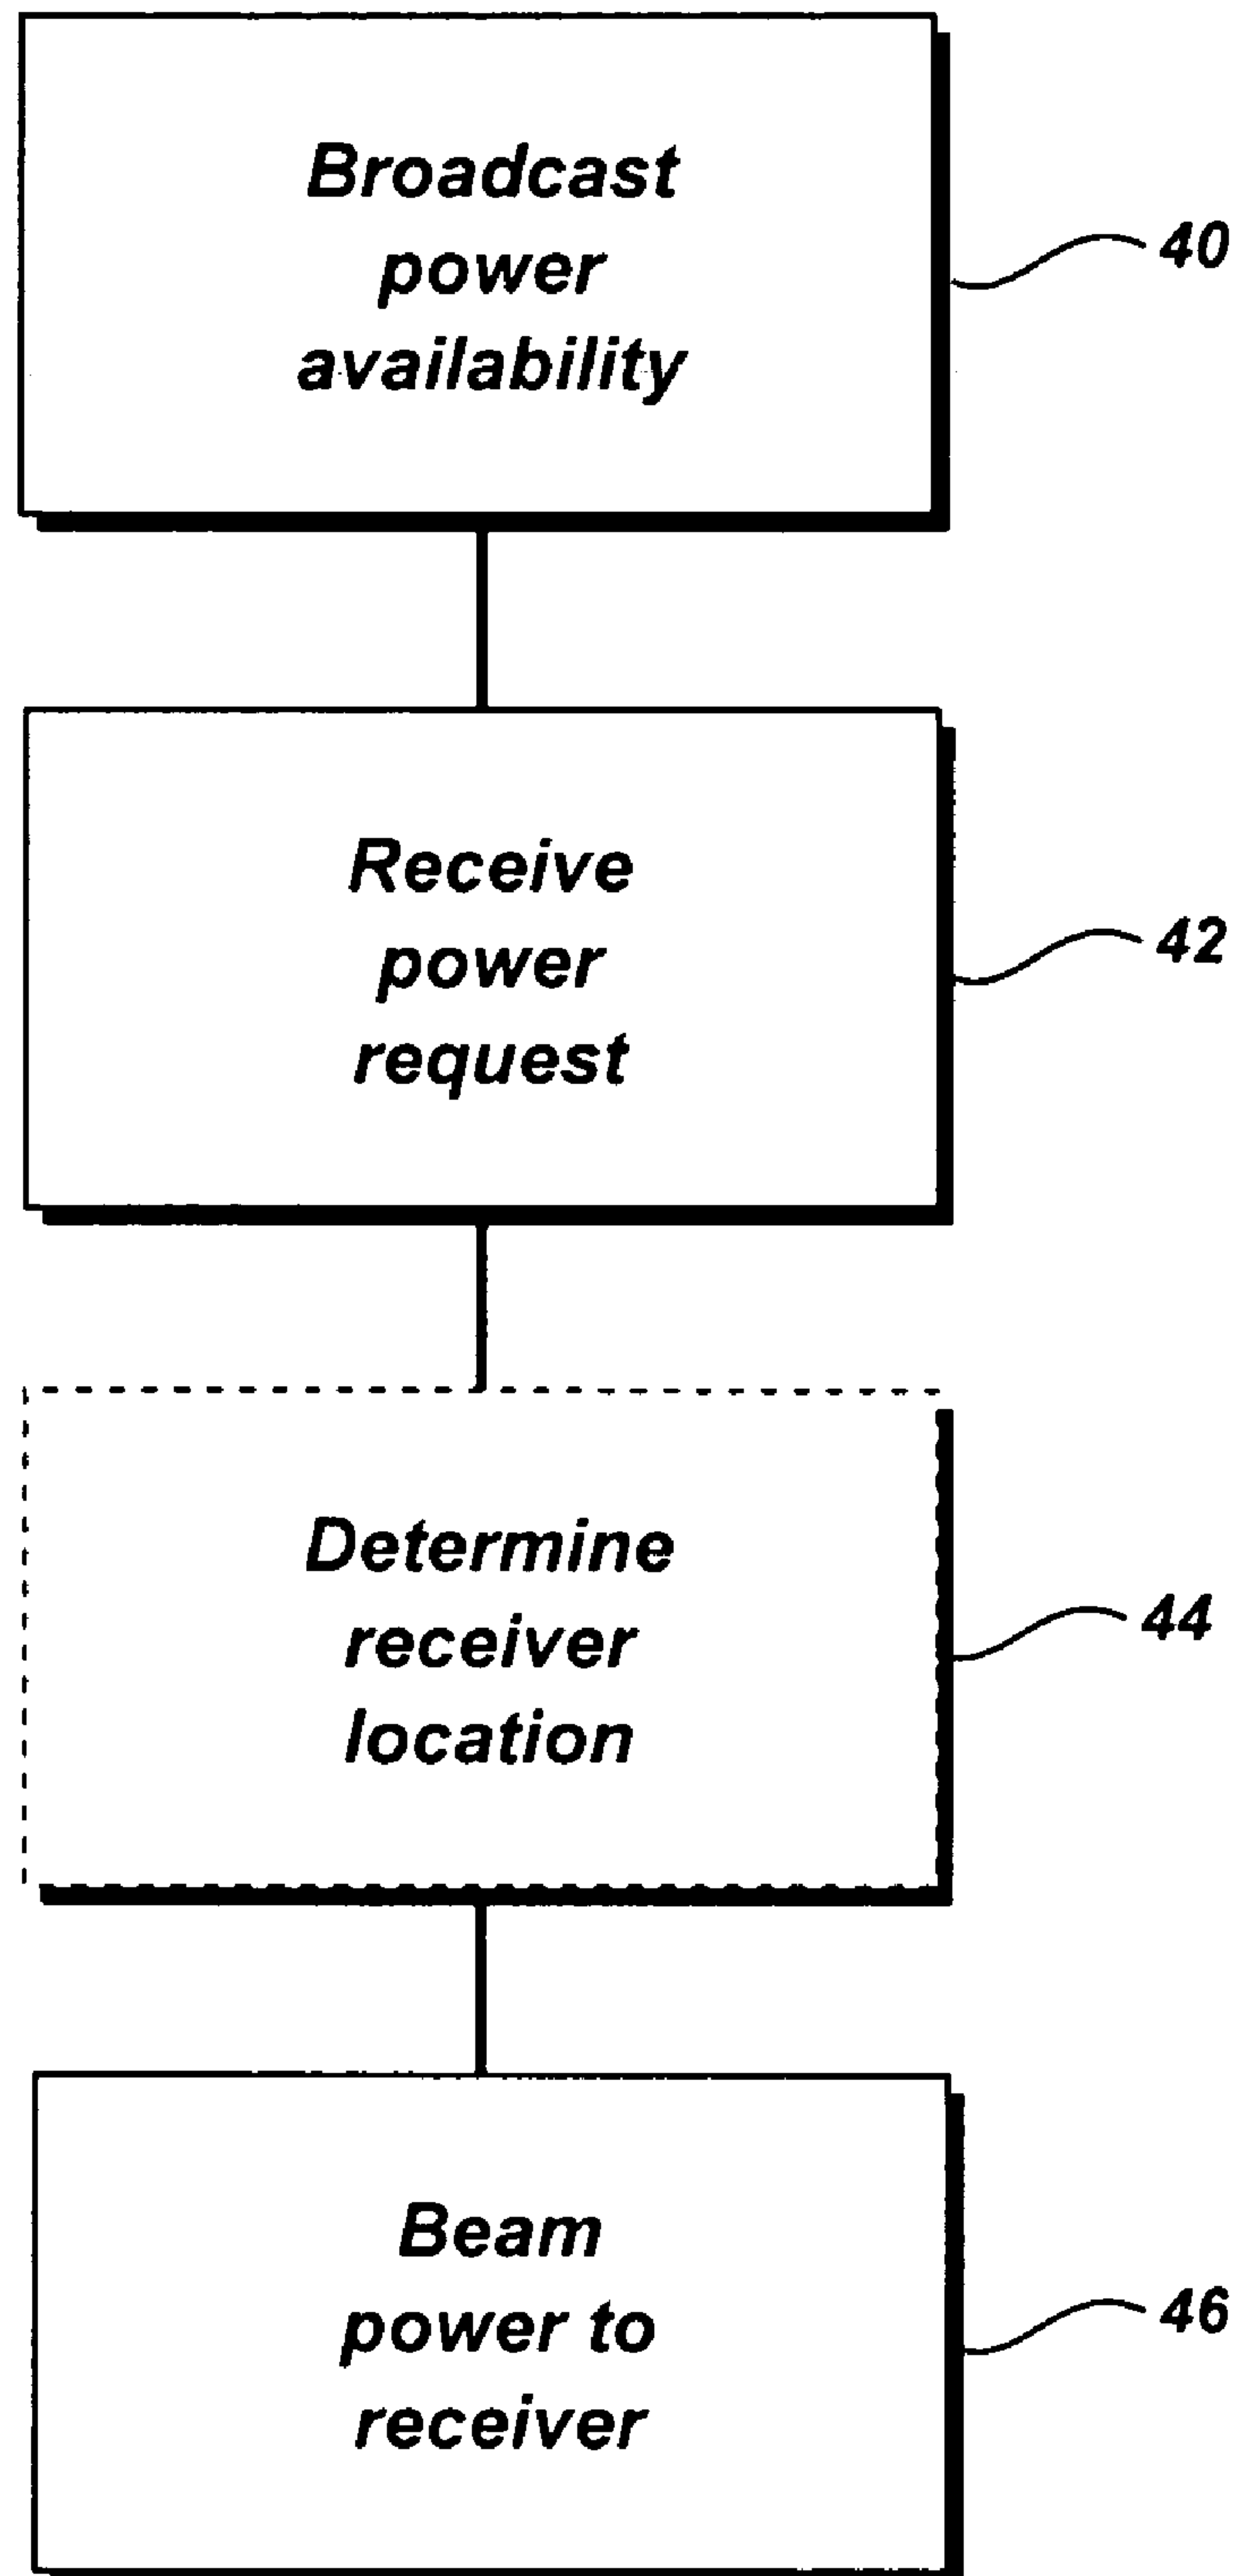 Broadcast
power
availability
40
Receive
power
request
42
Determine
receiver
location
44
Beam
power to
receiver
46